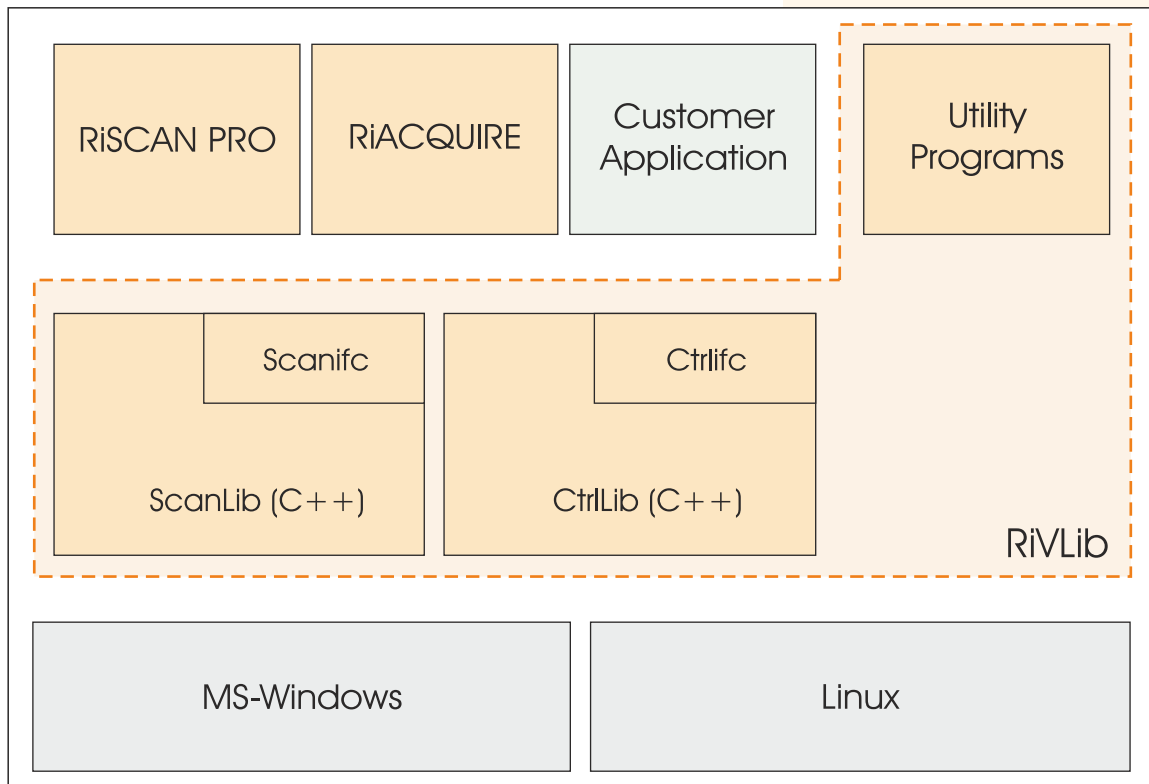 RiSCAN PRO
RiACQUIRE
Customer
Application
Utility
Programs
Scanifc
Ctrlifc
ScanLib (C++)
CtrlLib (C++)
RiVLib
MS-Windows
Linux